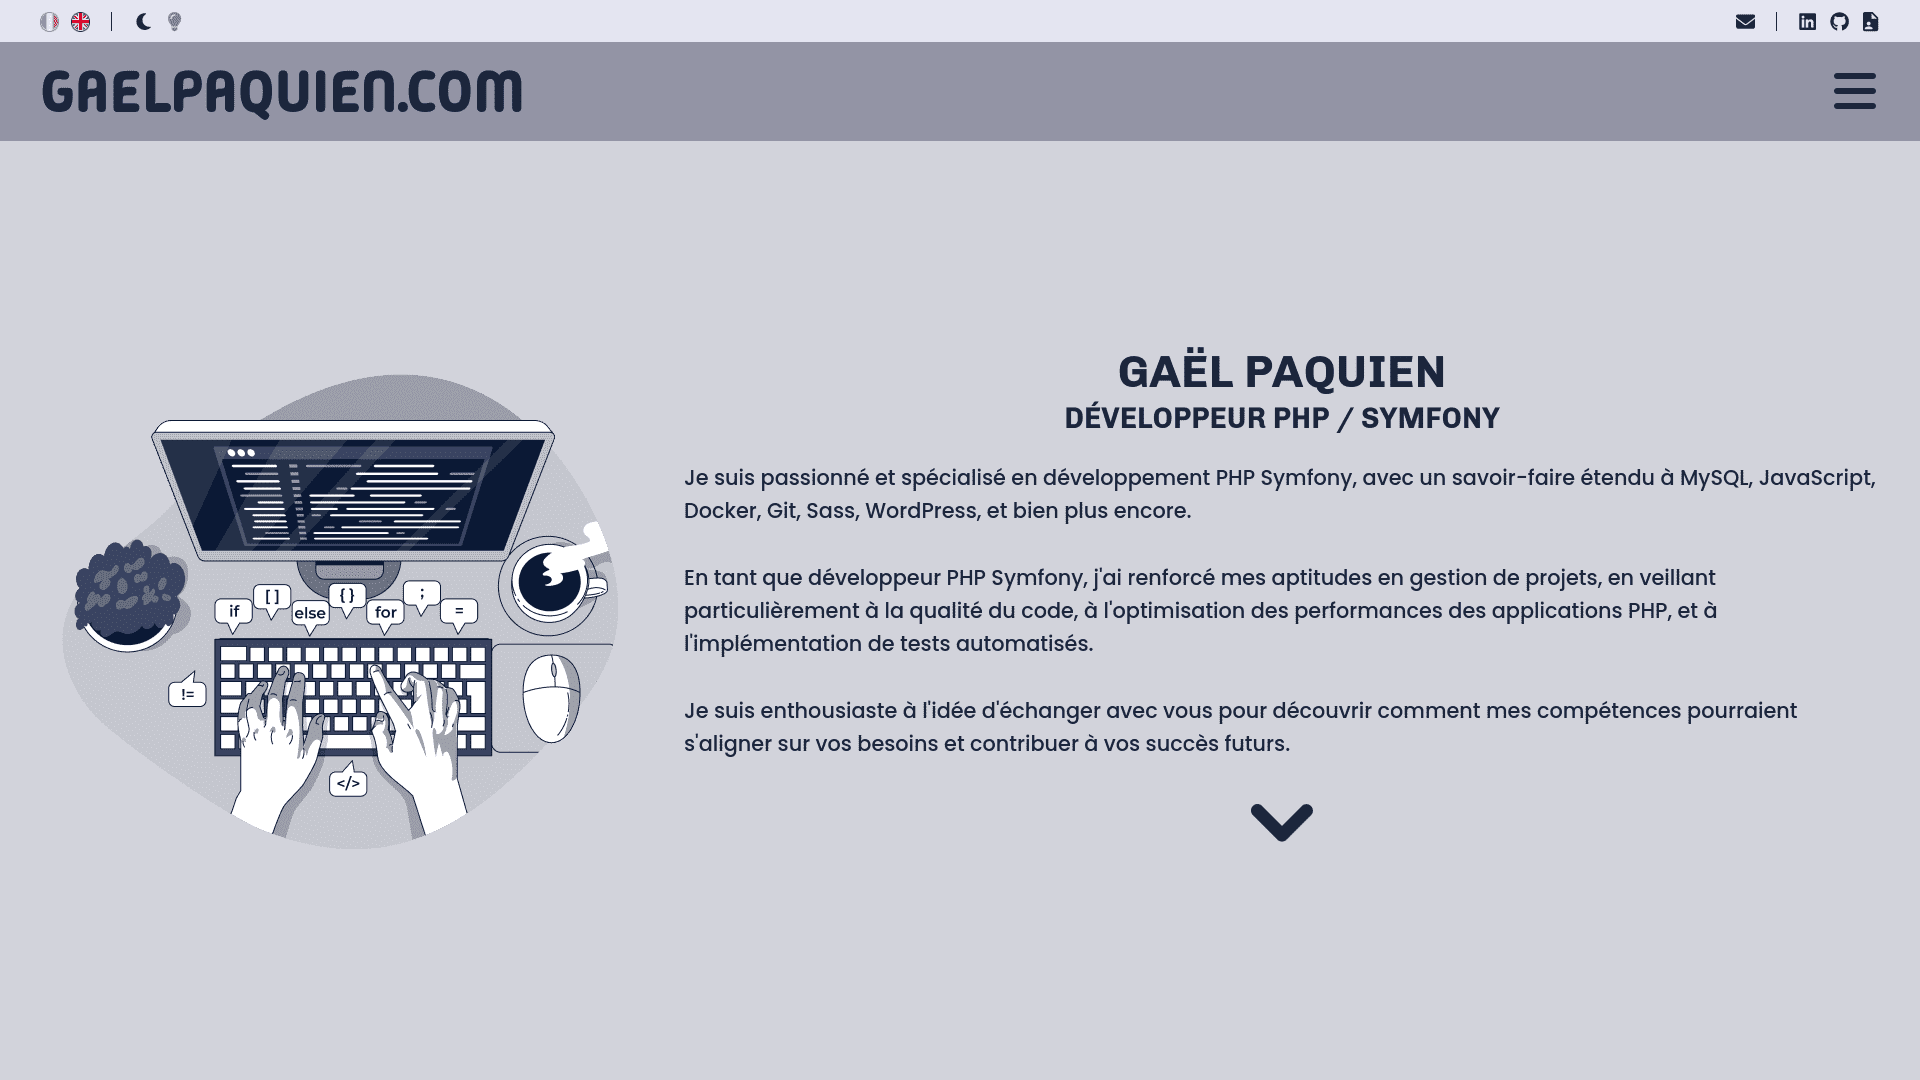 GAELPAQUIEN.COM
GAËL PAQUIEN
DÉVELOPPEUR PHP / SYMFONY
Je suis passionné et spécialisé en développement PHP Symfony, avec un savoir-faire étendu à MySQL, JavaScript,
Docker, Git, Sass, WordPress, et bien plus encore.
En tant que développeur PHP Symfony, j'ai renforcé mes aptitudes en gestion de projets, en veillant
particulièrement à la qualité du code, à l'optimisation des performances des applications PHP, et à
l'implémentation de tests automatisés.
Je suis enthousiaste à l'idée d'échanger avec vous pour découvrir comment mes compétences pourraient
s'aligner sur vos besoins et contribuer à vos succès futurs.
if [ ] else { } for ; =
!=
</>